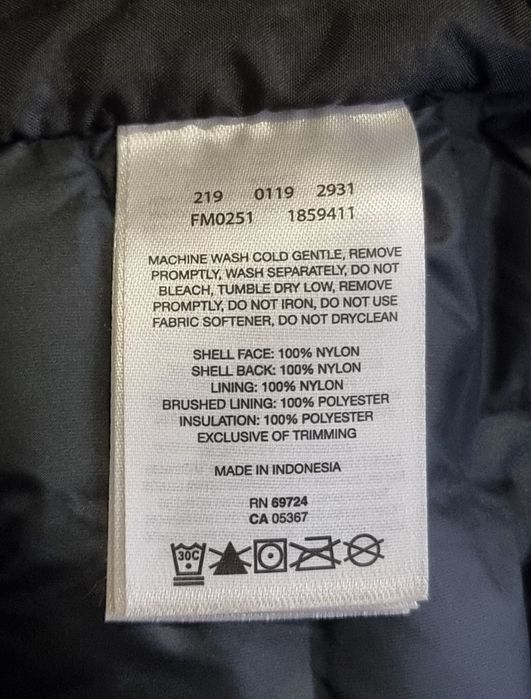 219 0119 2931
FM0251 1859411
MACHINE WASH COLD GENTLE, REMOVE
PROMPTLY, WASH SEPARATELY, DO NOT
BLEACH, TUMBLE DRY LOW, REMOVE
PROMPTLY, DO NOT IRON, DO NOT USE
FABRIC SOFTENER, DO NOT DRYCLEAN
SHELL FACE: 100% NYLON
SHELL BACK: 100% NYLON
LINING: 100% NYLON
BRUSHED LINING: 100% POLYESTER
INSULATION: 100% POLYESTER
EXCLUSIVE OF TRIMMING
MADE IN INDONESIA
RN 69724
CA 05367
30C